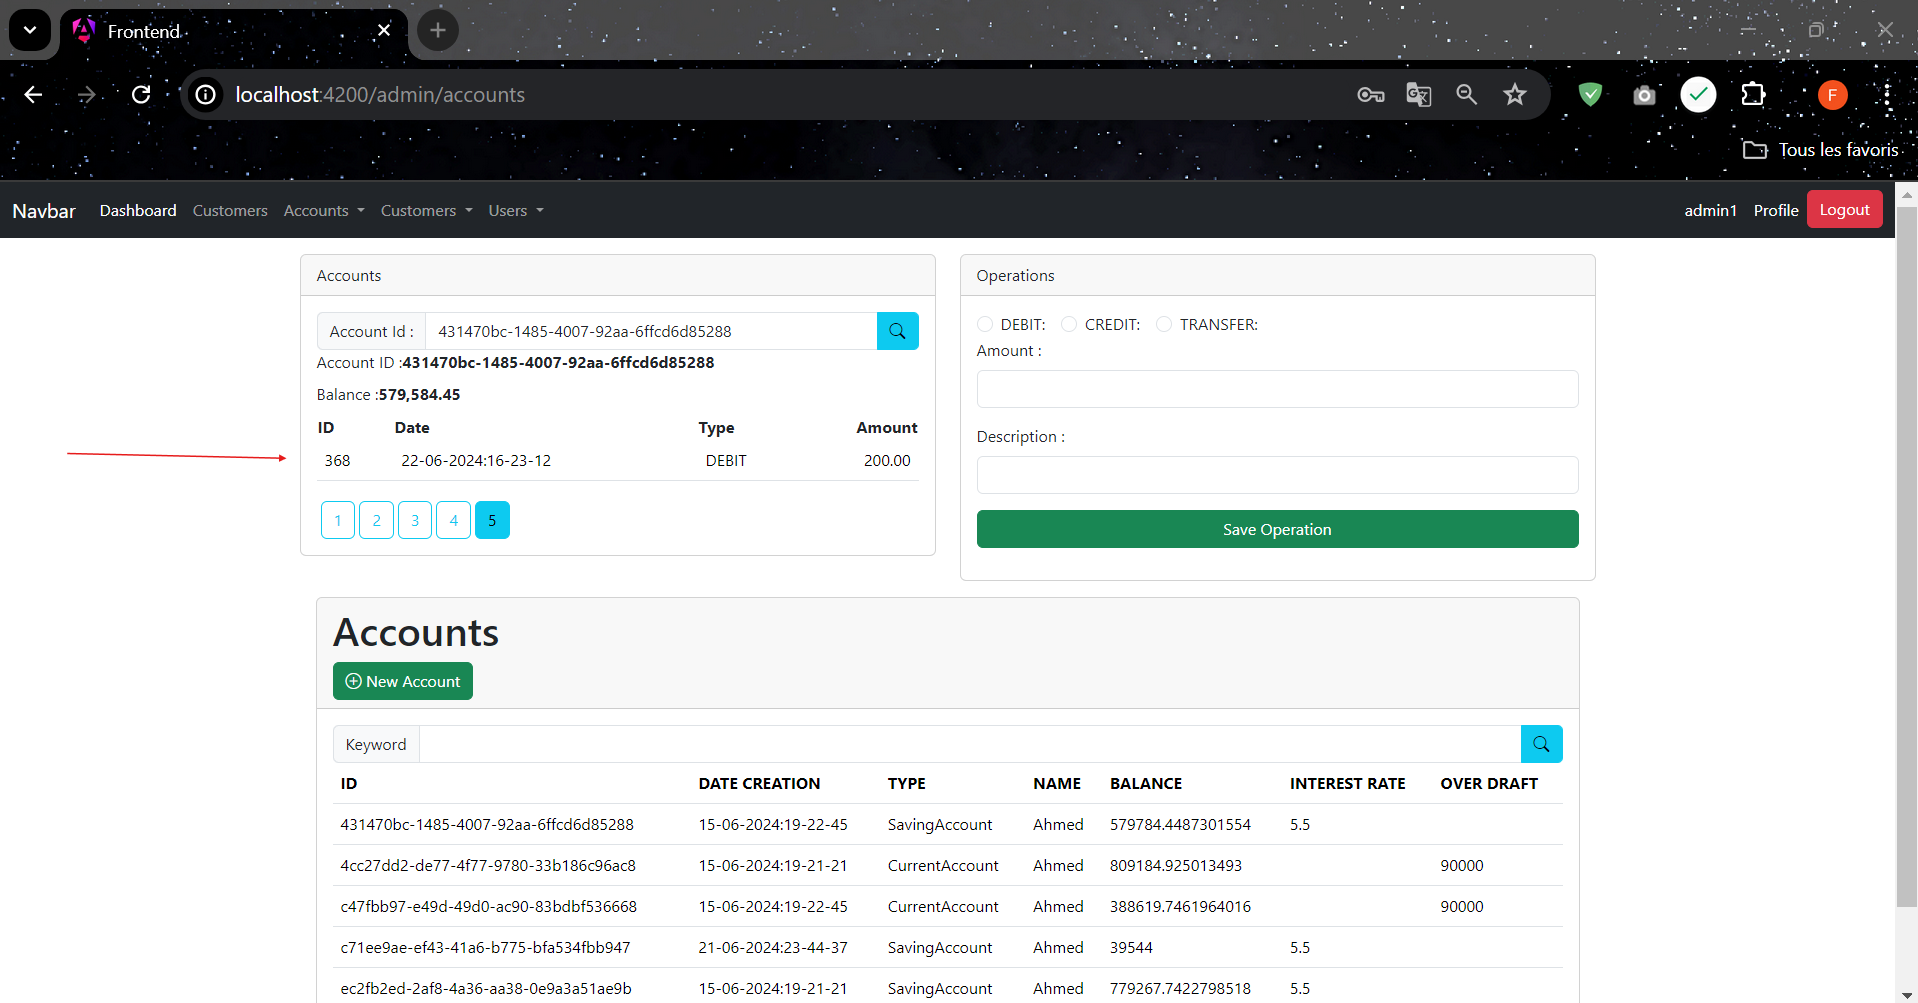 Frontend
localhost:4200/admin/accounts
F
Tous les favoris
Navbar Dashboard Customers Accounts Customers Users admin1 Profile Logout
Accounts
Account Id : 431470bc-1485-4007-92aa-6ffcd6d85288
Account ID :431470bc-1485-4007-92aa-6ffcd6d85288
Balance :579,584.45
ID Date Type Amount
368 22-06-2024:16-23-12 DEBIT 200.00
1 2 3 4 5
Operations
DEBIT: CREDIT: TRANSFER:
Amount :
Description :
Save Operation
Accounts
New Account
Keyword
ID DATE CREATION TYPE NAME BALANCE INTEREST RATE OVER DRAFT
431470bc-1485-4007-92aa-6ffcd6d85288 15-06-2024:19-22-45 SavingAccount Ahmed 579784.4487301554 5.5
4cc27dd2-de77-4f77-9780-33b186c96ac8 15-06-2024:19-21-21 CurrentAccount Ahmed 809184.925013493 90000
c47fbb97-e49d-49d0-ac90-83bdbf536668 15-06-2024:19-22-45 CurrentAccount Ahmed 388619.7461964016 90000
c71ee9ae-ef43-41a6-b775-bfa534fbb947 21-06-2024:23-44-37 SavingAccount Ahmed 39544 5.5
ec2fb2ed-2af8-4a36-aa38-0e9a3a51ae9b 15-06-2024:19-21-21 SavingAccount Ahmed 779267.7422798518 5.5